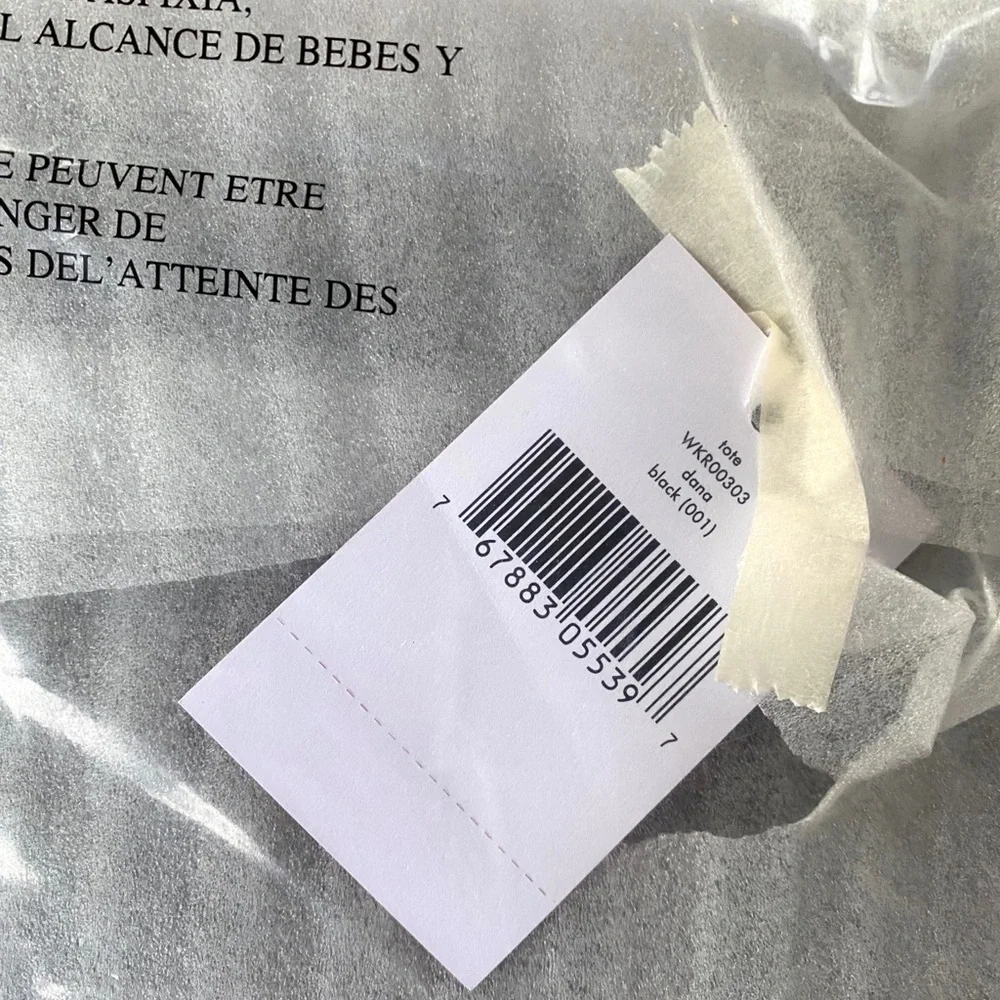 ASFIXIA,
L ALCANCE DE BEBES Y
E PEUVENT ETRE
NGER DE
S DEL'ATTEINTE DES
tote
WKR00303
dana
black (001)
7 67883 05539 7